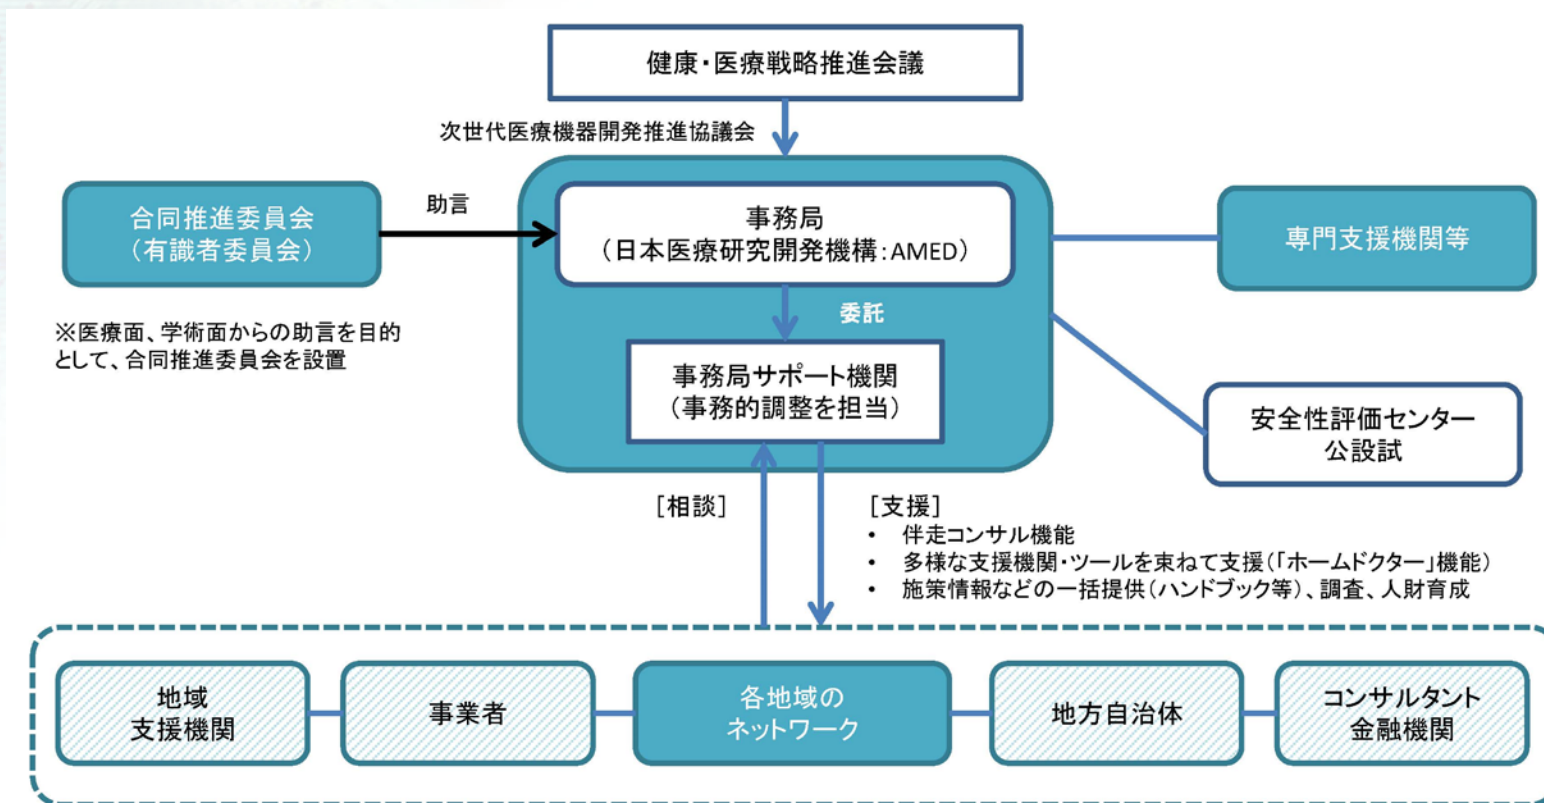 健康・医療戦略推進会議
次世代医療機器開発推進協議会
合同推進委員会
(有識者委員会)
助言
事務局
(日本医療研究開発機構:AMED)
専門支援機関等
※医療面、学術面からの助言を目的
として、合同推進委員会を設置
委託
事務局サポート機関
(事務的調整を担当)
安全性評価センター
公設試
[相談]
[支援]
• 伴走コンサル機能
• 多様な支援機関・ツールを束ねて支援(「ホームドクター」機能)
• 施策情報などの一括提供(ハンドブック等)、調査、人財育成
地域
支援機関
事業者
各地域の
ネットワーク
地方自治体
コンサルタント
金融機関